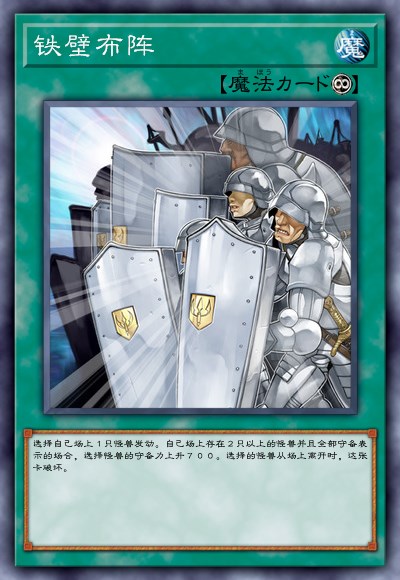 铁壁布阵
魔
【魔法カード】
まほう
选择自己场上１只怪兽发动。自己场上存在２只以上的怪兽并且全部守备表
示的场合，选择怪兽的守备力上升７００。选择的怪兽从场上离开时，这张
卡破坏。